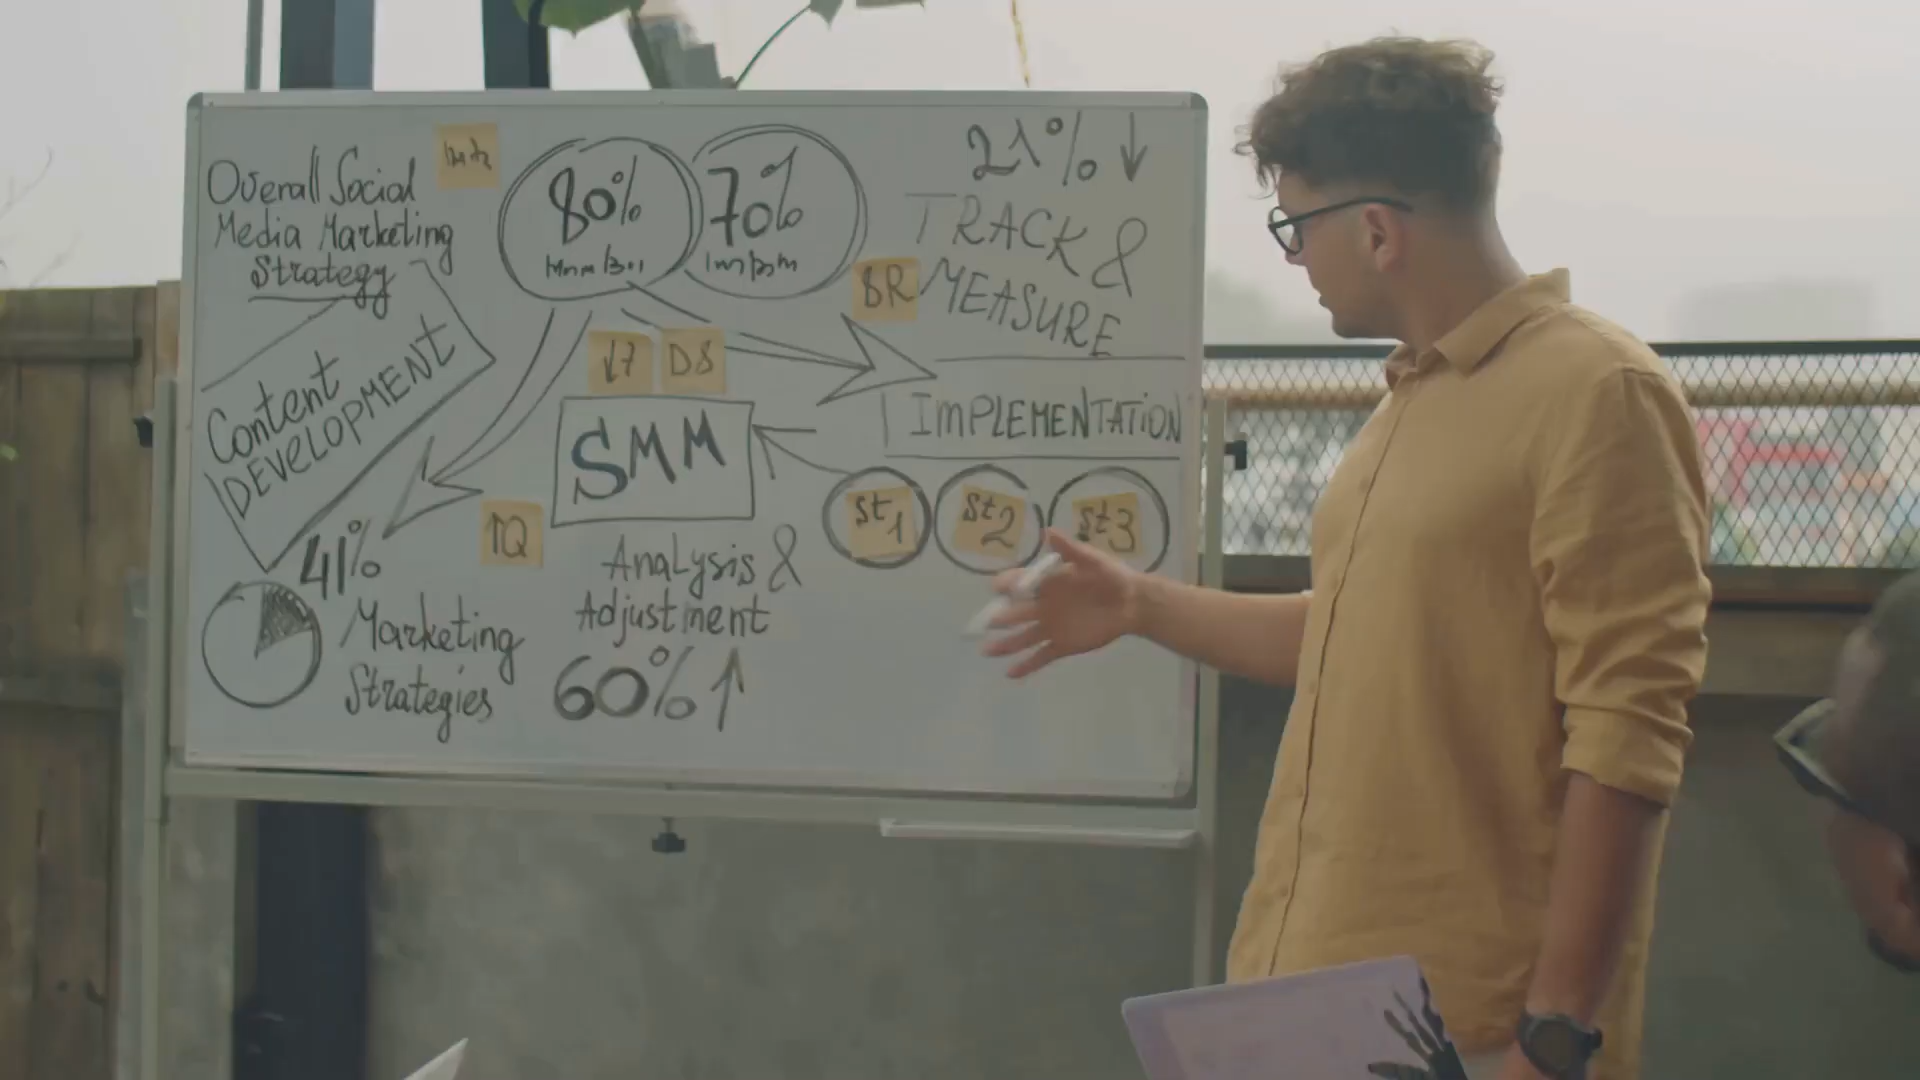 Overall Social
Media Marketing
Strategy
80%
70%
21% ↓
TRACK &
MEASURE
BR
Content
DEVELOPMENT
D8
SMM
IMPLEMENTATION
St1
St2
St3
↑Q
41%
Marketing
Strategies
Analysis &
Adjustment
60% ↑